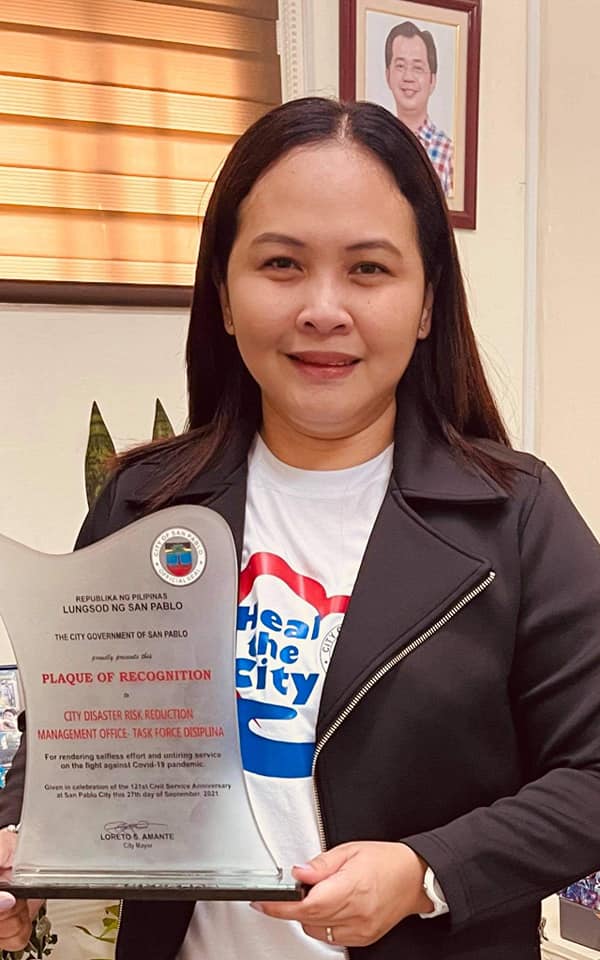 CITY OF SAN PABLO
OFFICIAL SEAL
REPUBLIKA NG PILIPINAS
LUNGSOD NG SAN PABLO
THE CITY GOVERNMENT OF SAN PABLO
proudly presents this
PLAQUE OF RECOGNITION
to
CITY DISASTER RISK REDUCTION
MANAGEMENT OFFICE- TASK FORCE DISIPLINA
For rendering selfless effort and untiring service
on the fight against Covid-19 pandemic.
Given in celebration of the 121st Civil Service Anniversary
at San Pablo City this 27th day of September, 2021.
LORETO S. AMANTE
City Mayor
Heal
the
City